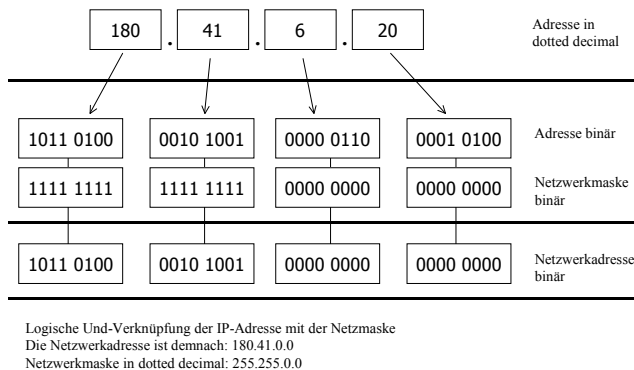 180 . 41 . 6 . 20
Adresse in
dotted decimal
1011 0100 0010 1001 0000 0110 0001 0100
Adresse binär
1111 1111 1111 1111 0000 0000 0000 0000
Netzwerkmaske
binär
1011 0100 0010 1001 0000 0000 0000 0000
Netzwerkadresse
binär
Logische Und-Verknüpfung der IP-Adresse mit der Netzmaske
Die Netzwerkadresse ist demnach: 180.41.0.0
Netzwerkmaske in dotted decimal: 255.255.0.0